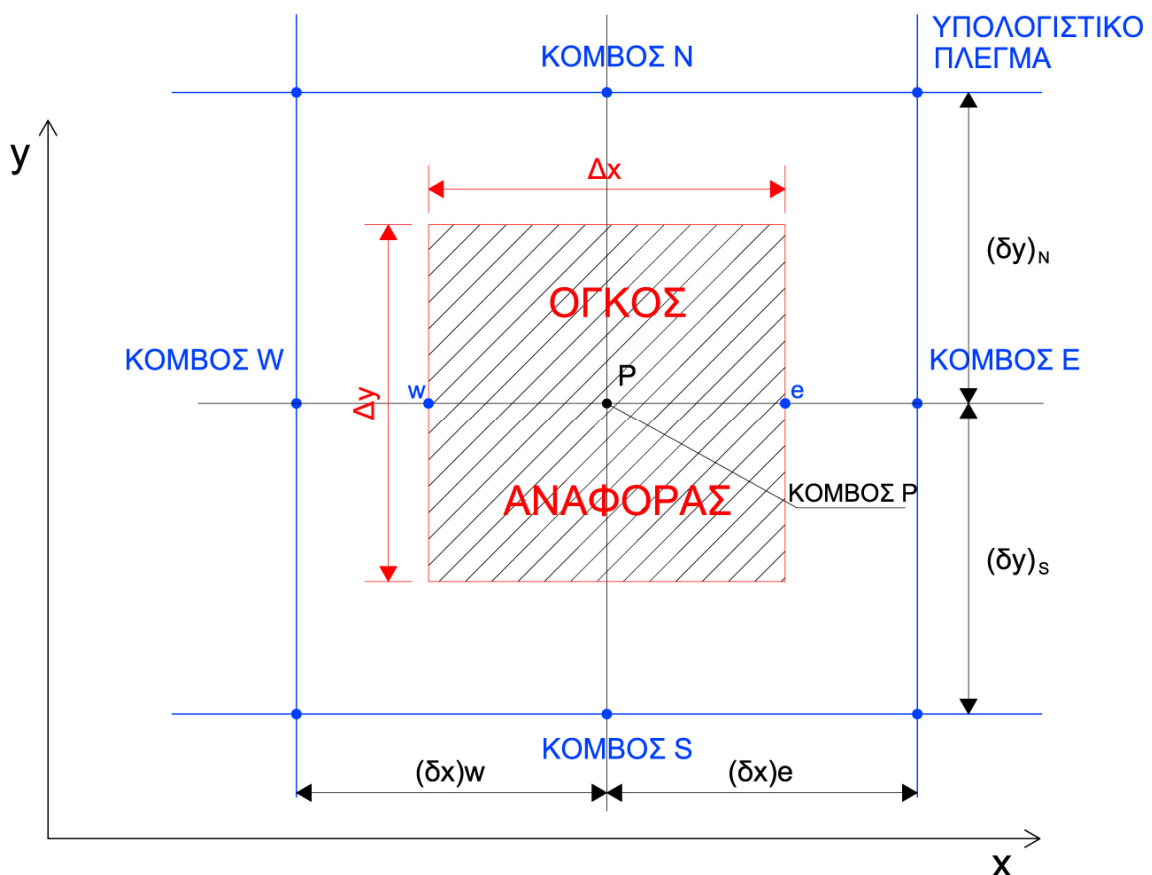 ΥΠΟΛΟΓΙΣΤΙΚΟ
ΠΛΕΓΜΑ
ΚΟΜΒΟΣ N
y
Δx
(δy)N
ΟΓΚΟΣ
ΚΟΜΒΟΣ W
ΚΟΜΒΟΣ E
P
w
e
Δy
ΑΝΑΦΟΡΑΣ
ΚΟΜΒΟΣ P
(δy)S
ΚΟΜΒΟΣ S
(δx)w
(δx)e
x